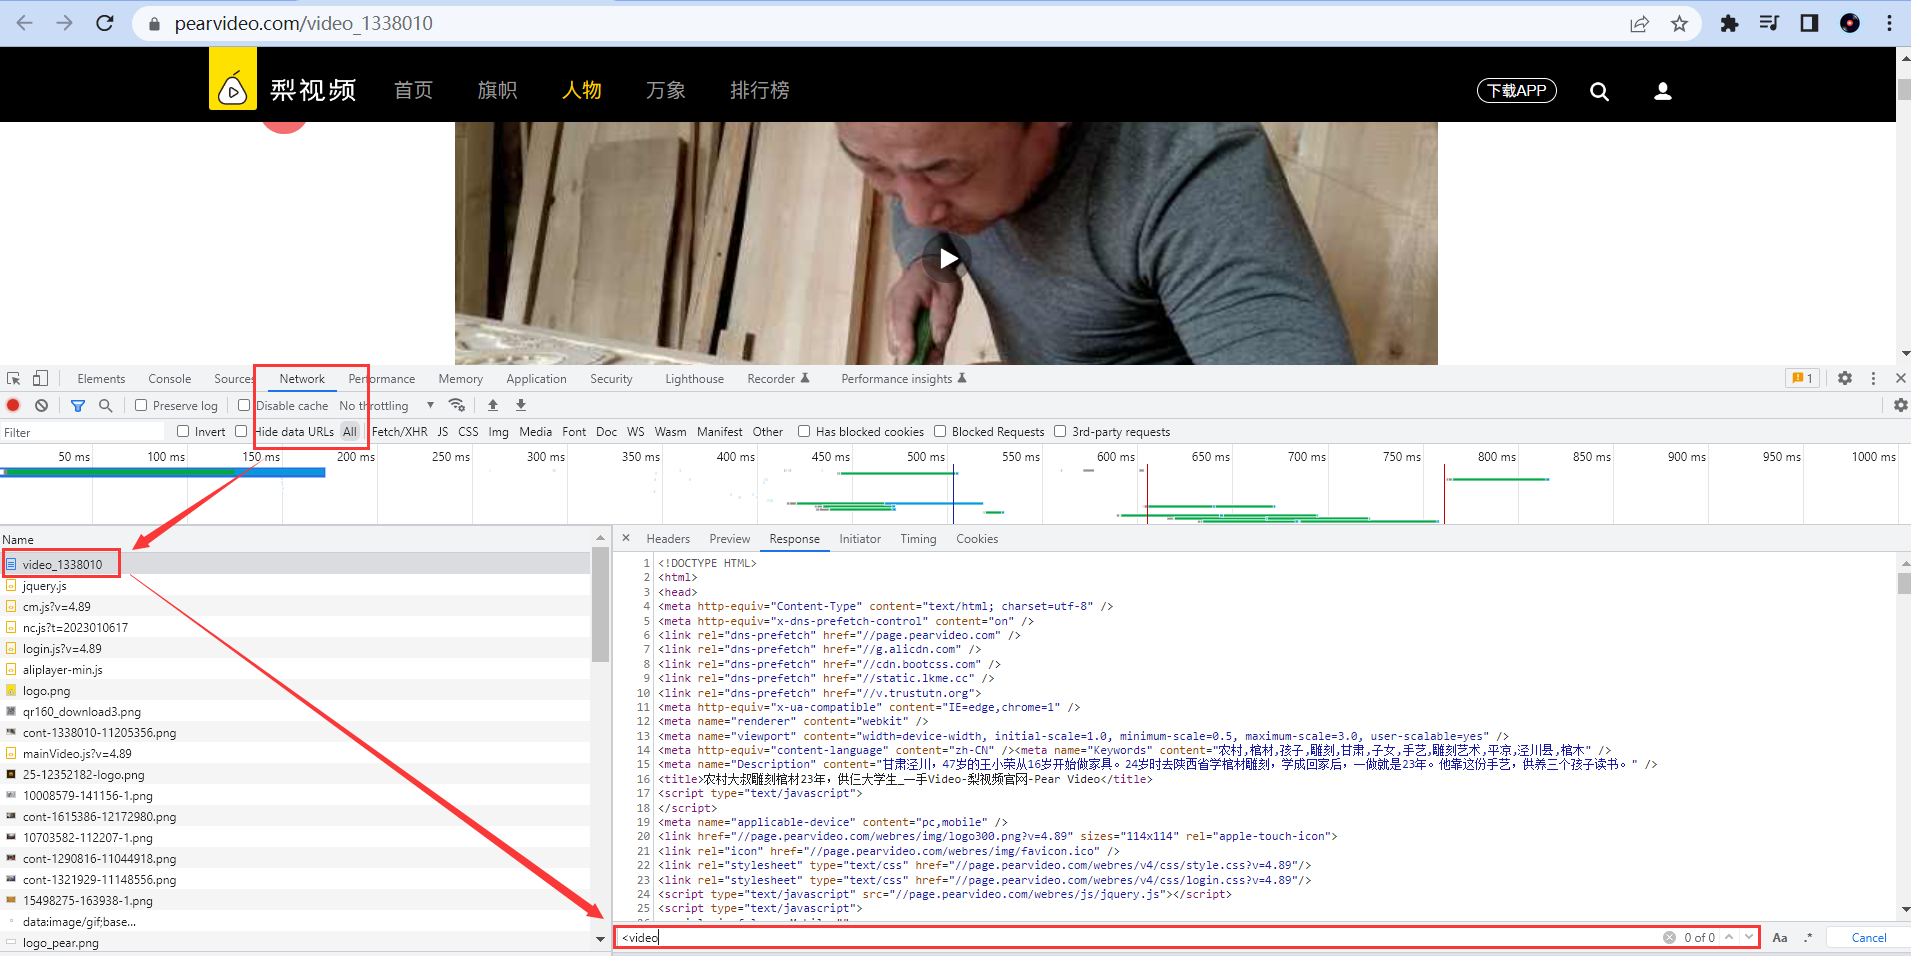 pearvideo.com/video_1338010
梨视频 首页 旗帜 人物 万象 排行榜 下载APP
Elements Console Sources Network Performance Memory Application Security Lighthouse Recorder Performance insights 1
Preserve log Disable cache No throttling
Filter Invert Hide data URLs All Fetch/XHR JS CSS Img Media Font Doc WS Wasm Manifest Other Has blocked cookies Blocked Requests 3rd-party requests
50 ms 100 ms 150 ms 200 ms 250 ms 300 ms 350 ms 400 ms 450 ms 500 ms 550 ms 600 ms 650 ms 700 ms 750 ms 800 ms 850 ms 900 ms 950 ms 1000 ms
Name
video_1338010
jquery.js
cm.js?v=4.89
nc.js?t=2023010617
login.js?v=4.89
aliplayer-min.js
logo.png
qr160_download3.png
cont-1338010-11205356.png
mainVideo.js?v=4.89
25-12352182-logo.png
10008579-141156-1.png
cont-1615386-12172980.png
10703582-112207-1.png
cont-1290816-11044918.png
cont-1321929-11148556.png
15498275-163938-1.png
data:image/gif;base...
logo_pear.png
Headers Preview Response Initiator Timing Cookies
1 <!DOCTYPE HTML>
2 <html>
3 <head>
4 <meta http-equiv="Content-Type" content="text/html; charset=utf-8" />
5 <meta http-equiv="x-dns-prefetch-control" content="on" />
6 <link rel="dns-prefetch" href="//page.pearvideo.com" />
7 <link rel="dns-prefetch" href="//g.alicdn.com" />
8 <link rel="dns-prefetch" href="//cdn.bootcss.com" />
9 <link rel="dns-prefetch" href="//static.lkme.cc" />
10 <link rel="dns-prefetch" href="//v.trustutn.org">
11 <meta http-equiv="x-ua-compatible" content="IE=edge,chrome=1" />
12 <meta name="renderer" content="webkit" />
13 <meta name="viewport" content="width=device-width, initial-scale=1.0, minimum-scale=0.5, maximum-scale=3.0, user-scalable=yes" />
14 <meta http-equiv="content-language" content="zh-CN" /><meta name="Keywords" content="农村,棺材,孩子,雕刻,甘肃,子女,手艺,雕刻艺术,平凉,泾川县,棺木" />
15 <meta name="Description" content="甘肃泾川，47岁的王小荣从16岁开始做家具。24岁时去陕西省学棺材雕刻，学成回家后，一做就是23年。他靠这份手艺，供养三个孩子读书。" />
16 <title>农村大叔雕刻棺材23年，供仨大学生_一手Video-梨视频官网-Pear Video</title>
17 <script type="text/javascript">
18 </script>
19 <meta name="applicable-device" content="pc,mobile" />
20 <link href="//page.pearvideo.com/webres/img/logo300.png?v=4.89" sizes="114x114" rel="apple-touch-icon">
21 <link rel="icon" href="//page.pearvideo.com/webres/img/favicon.ico" />
22 <link rel="stylesheet" type="text/css" href="//page.pearvideo.com/webres/v4/css/style.css?v=4.89"/>
23 <link rel="stylesheet" type="text/css" href="//page.pearvideo.com/webres/v4/css/login.css?v=4.89"/>
24 <script type="text/javascript" src="//page.pearvideo.com/webres/js/jquery.js"></script>
25 <script type="text/javascript">
<video 0 of 0 Aa .* Cancel